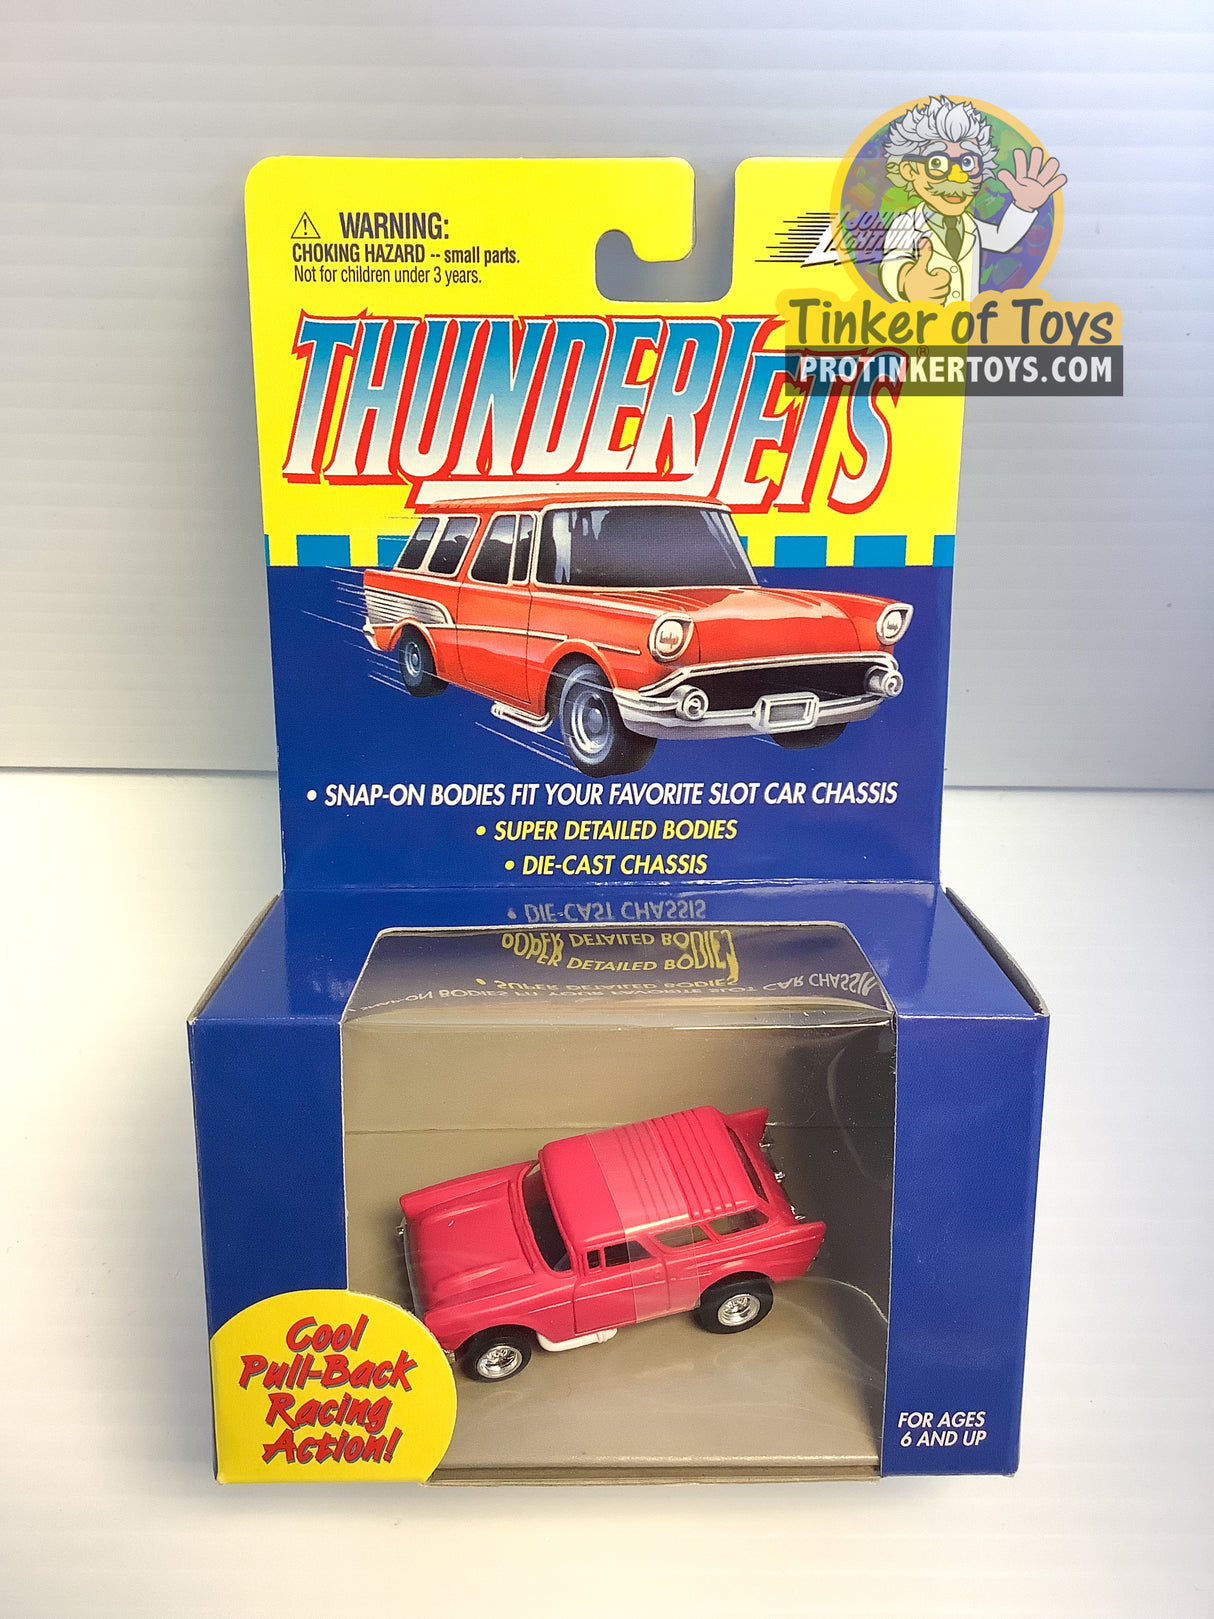 ⚠ WARNING:
CHOKING HAZARD -- small parts.
Not for children under 3 years.
JOHNNY
LIGHTNING
Tinker of Toys
PROTINKERTOYS.COM
THUNDERJETS®
• SNAP-ON BODIES FIT YOUR FAVORITE SLOT CAR CHASSIS
• SUPER DETAILED BODIES
• DIE-CAST CHASSIS
Cool
Pull-Back
Racing
Action!
FOR AGES
6 AND UP